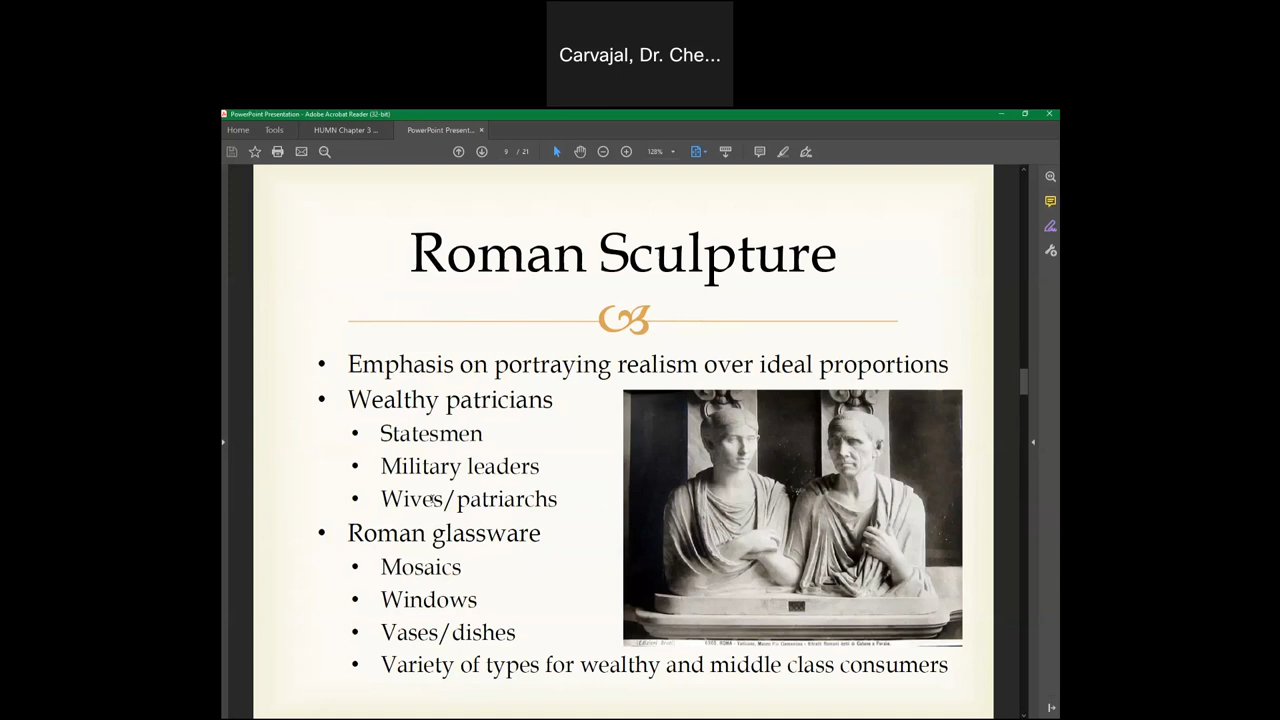 Carvajal, Dr. Che...
PowerPoint Presentation - Adobe Acrobat Reader (32-bit)
Home Tools HUMN Chapter 3 ... PowerPoint Present... ×
9 / 21 128%
Roman Sculpture
• Emphasis on portraying realism over ideal proportions
• Wealthy patricians
• Statesmen
• Military leaders
• Wives/patriarchs
• Roman glassware
• Mosaics
• Windows
• Vases/dishes
• Variety of types for wealthy and middle class consumers